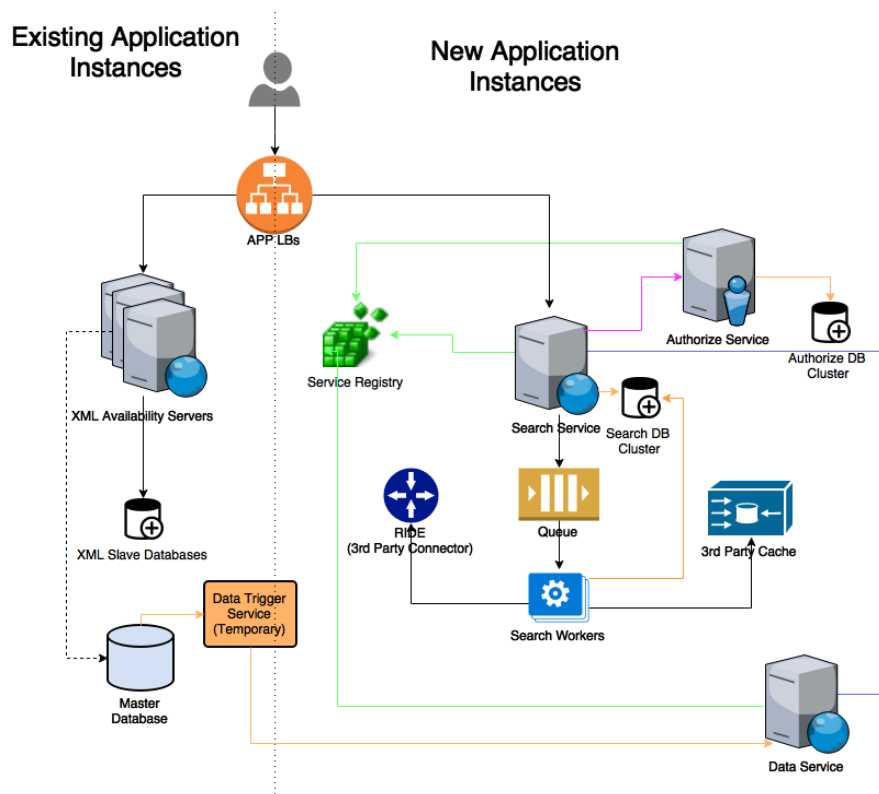 Existing Application
Instances
New Application
Instances
APP LBs
Authorize Service
Authorize DB
Cluster
Service Registry
XML Availability Servers
Search Service
Search DB
Cluster
RIDE
(3rd Party Connector)
Queue
3rd Party Cache
XML Slave Databases
Data Trigger
Service
(Temporary)
Search Workers
Master
Database
Data Service